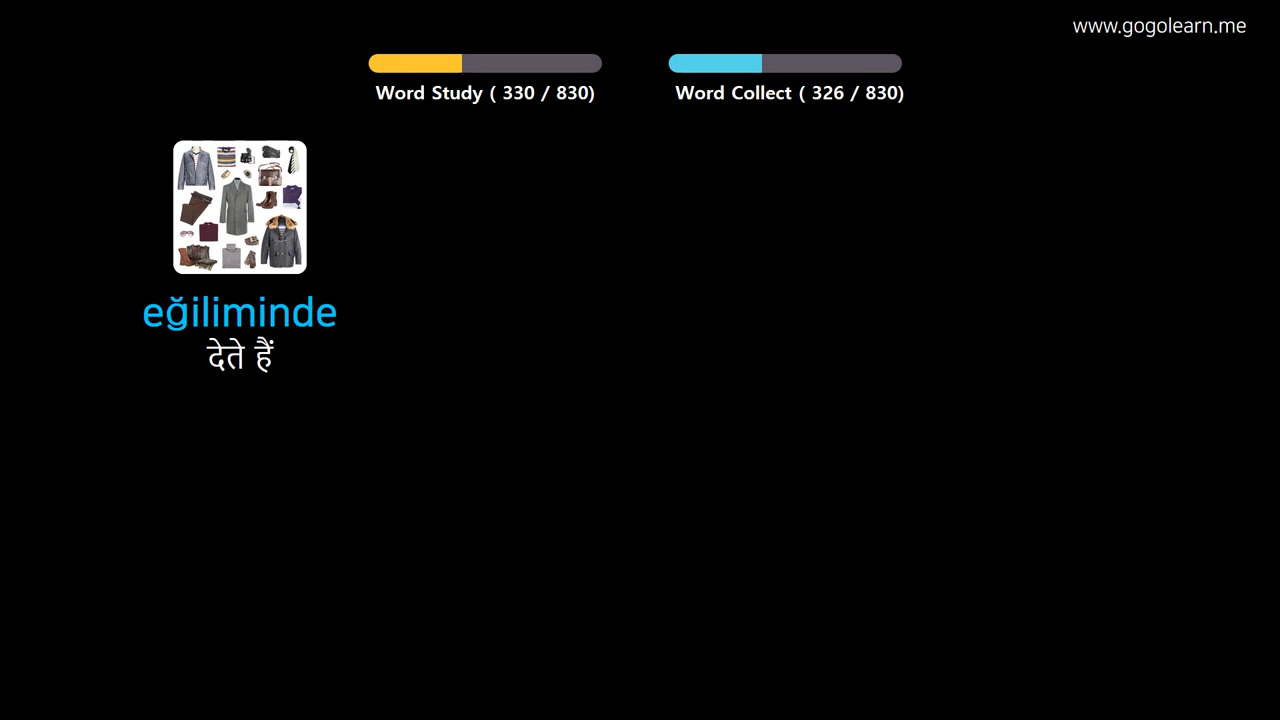 www.gogolearn.me
Word Study ( 330 / 830)
Word Collect ( 326 / 830)
eğiliminde
देते हैं